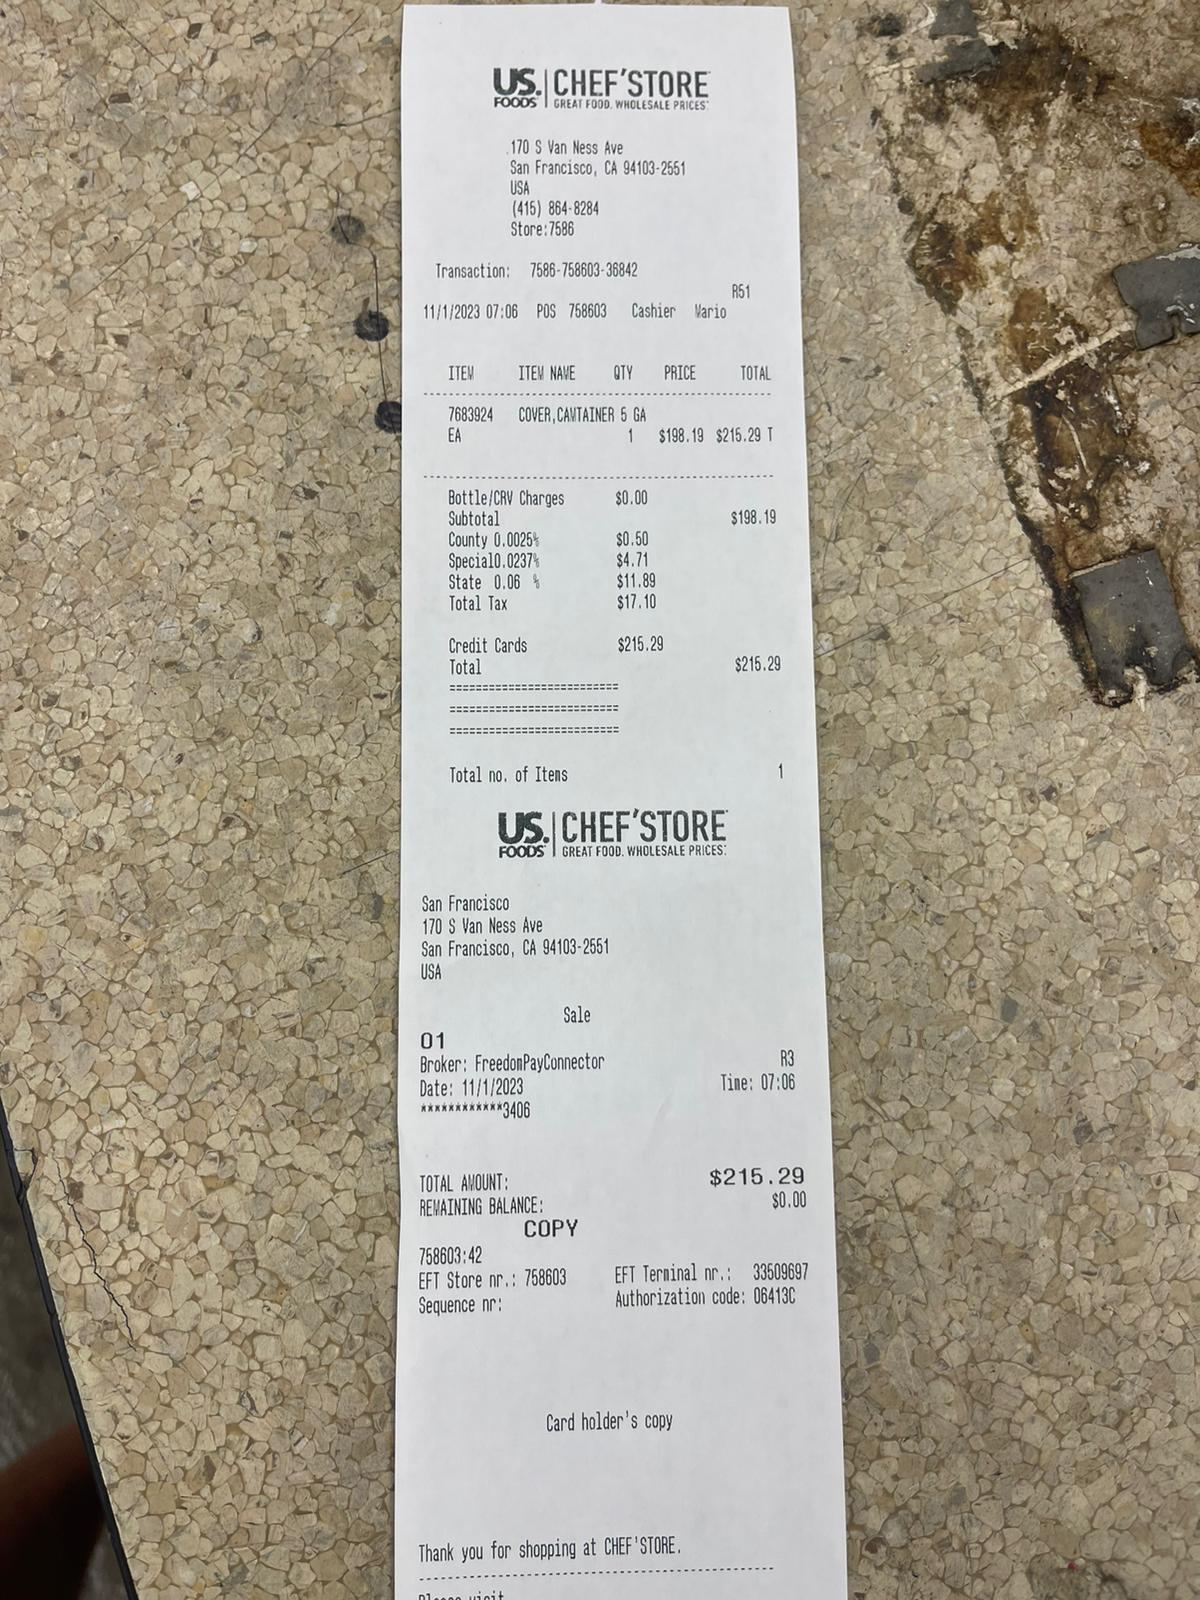 US. FOODS | CHEF'STORE
GREAT FOOD. WHOLESALE PRICES.
170 S Van Ness Ave
San Francisco, CA 94103-2551
USA
(415) 864-8284
Store:7586
Transaction: 7586-758603-36842
R51
11/1/2023 07:06 POS 758603 Cashier Mario
ITEM ITEM NAME QTY PRICE TOTAL
7683924 COVER,CAMTAINER 5 GA
EA 1 $198.19 $215.29 T
Bottle/CRV Charges $0.00
Subtotal $198.19
County 0.0025% $0.50
Special0.0237% $4.71
State 0.06 % $11.89
Total Tax $17.10
Credit Cards $215.29
Total $215.29
==========================
==========================
==========================
Total no. of Items 1
US. FOODS | CHEF'STORE
GREAT FOOD. WHOLESALE PRICES.
San Francisco
170 S Van Ness Ave
San Francisco, CA 94103-2551
USA
Sale
01
Broker: FreedomPayConnector R3
Date: 11/1/2023 Time: 07:06
************3406
TOTAL AMOUNT: $215.29
REMAINING BALANCE: $0.00
COPY
758603:42
EFT Store nr.: 758603 EFT Terminal nr.: 33509697
Sequence nr: Authorization code: 06413C
Card holder's copy
Thank you for shopping at CHEF'STORE.
Please visit